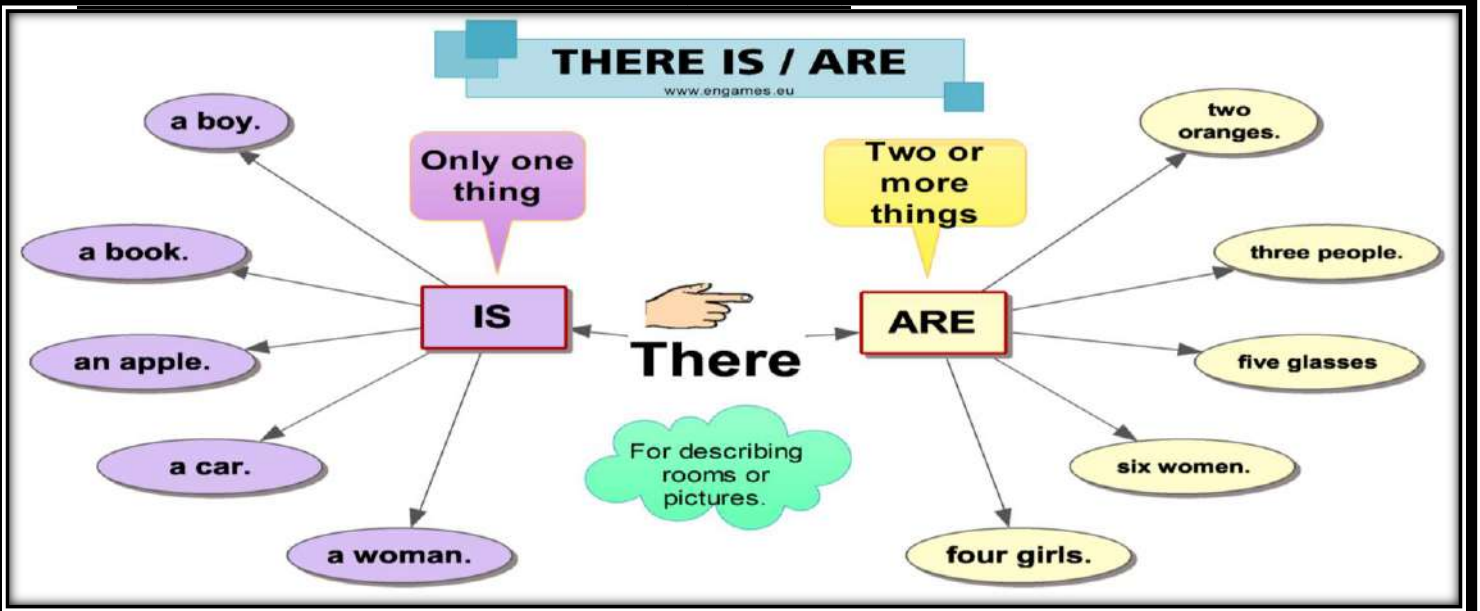 THERE IS / ARE
www.engames.eu
a boy.
a book.
an apple.
a car.
a woman.
Only one
thing
IS
There
For describing
rooms or
pictures.
Two or
more
things
ARE
two
oranges.
three people.
five glasses
six women.
four girls.